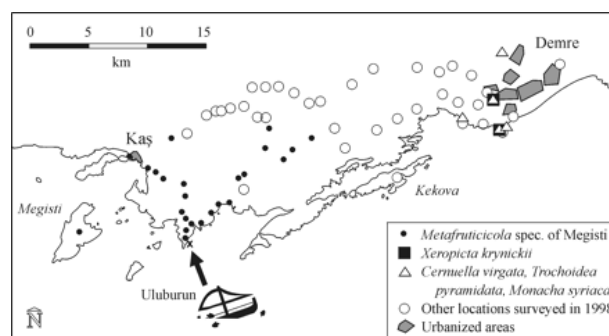 0 5 10 15
km
Demre
Kaş
Kekova
Megisti
Uluburun
N
Metafruticicola spec. of Megisti
Xeropicta krynickii
Cernuella virgata, Trochoidea
pyramidata, Monacha syriaca
Other locations surveyed in 1998
Urbanized areas